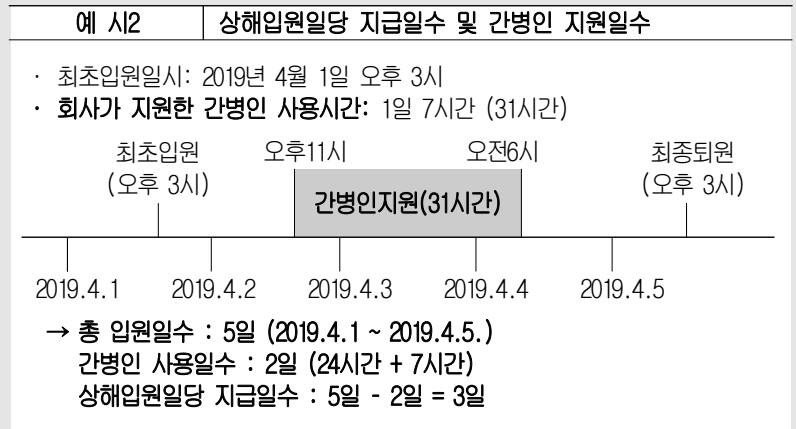 예 시2 상해입원일당 지급일수 및 간병인 지원일수
· 최초입원일시: 2019년 4월 1일 오후 3시
· 회사가 지원한 간병인 사용시간: 1일 7시간 (31시간)
최초입원 오후11시 오전6시 최종퇴원
(오후 3시) (오후 3시)
간병인지원(31시간)
2019.4.1 2019.4.2 2019.4.3 2019.4.4 2019.4.5
→ 총 입원일수 : 5일 (2019.4.1 ~ 2019.4.5.)
간병인 사용일수 : 2일 (24시간 + 7시간)
상해입원일당 지급일수 : 5일 - 2일 = 3일